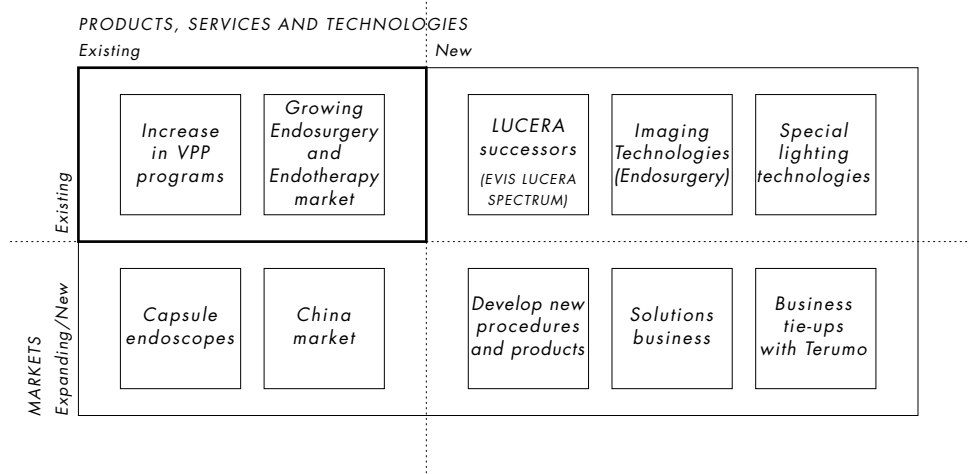 PRODUCTS, SERVICES AND TECHNOLOGIES
Existing
New
Increase
in VPP
programs
Growing
Endosurgery
and
Endotherapy
market
LUCERA
successors
(EVIS LUCERA
SPECTRUM)
Imaging
Technologies
(Endosurgery)
Special
lighting
technologies
Existing
Capsule
endoscopes
China
market
Develop new
procedures
and products
Solutions
business
Business
tie-ups
with Terumo
MARKETS
Expanding/New